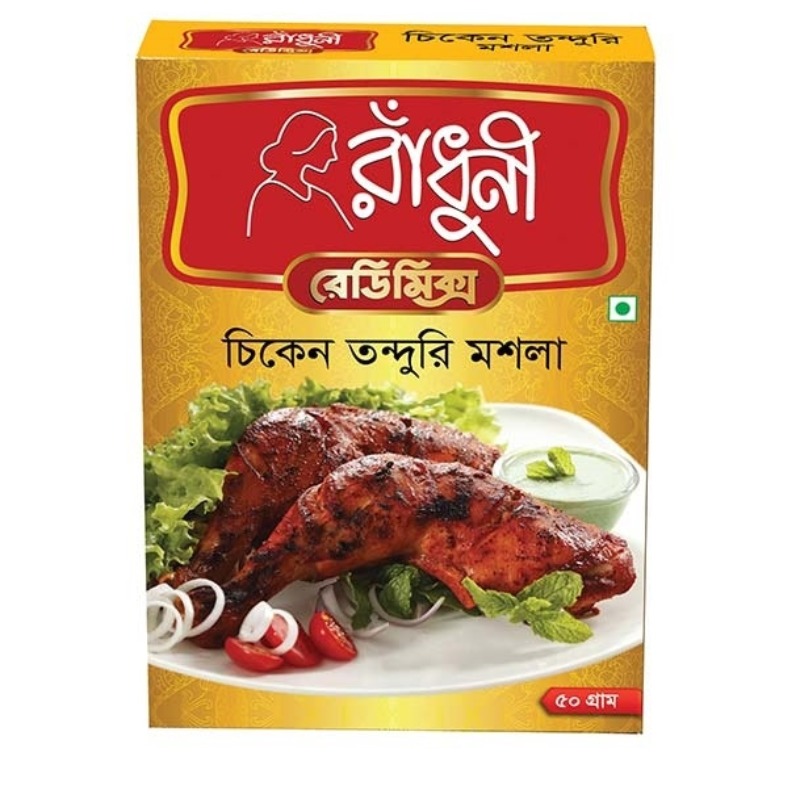 রাঁধুনী
রেডিমিক্স
চিকেন তন্দুরি
মশলা
রাঁধুনী
রেডিমিক্স
চিকেন তন্দুরি মশলা
৫০ গ্রাম